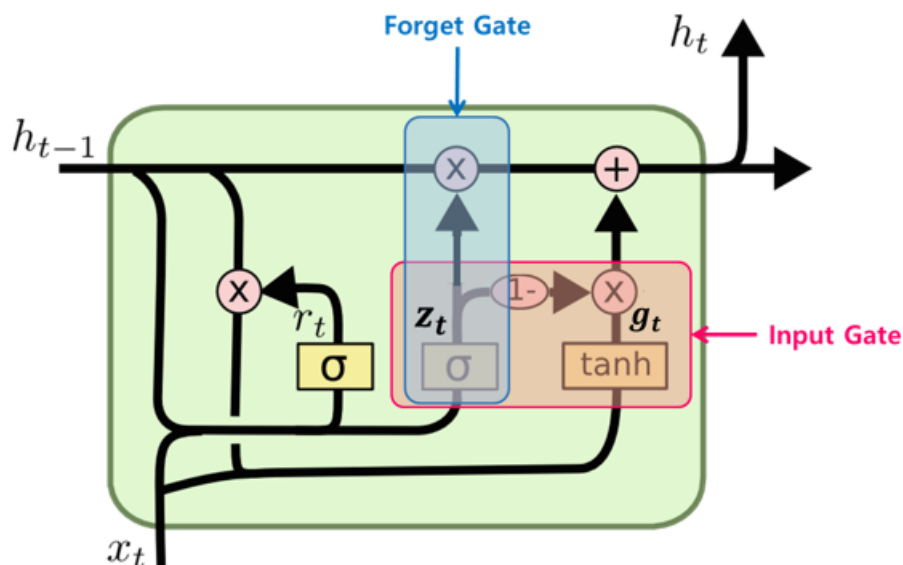 Forget Gate
h_t
h_{t-1}
x
+
x
1-
x
r_t
z_t
g_t
Input Gate
σ
σ
tanh
x_t